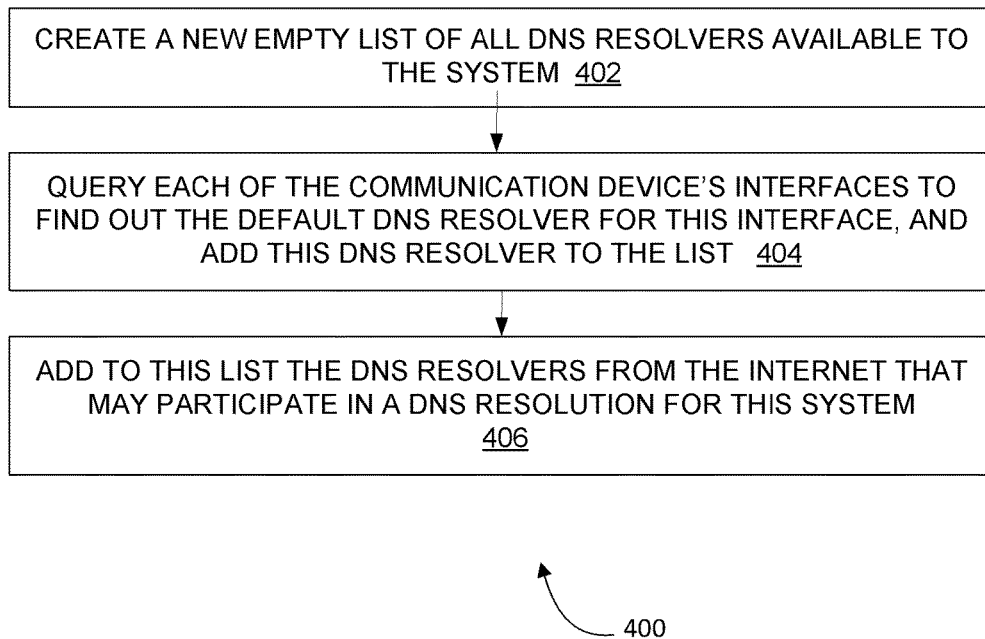 CREATE A NEW EMPTY LIST OF ALL DNS RESOLVERS AVAILABLE TO
THE SYSTEM 402
QUERY EACH OF THE COMMUNICATION DEVICE'S INTERFACES TO
FIND OUT THE DEFAULT DNS RESOLVER FOR THIS INTERFACE, AND
ADD THIS DNS RESOLVER TO THE LIST 404
ADD TO THIS LIST THE DNS RESOLVERS FROM THE INTERNET THAT
MAY PARTICIPATE IN A DNS RESOLUTION FOR THIS SYSTEM
406
400